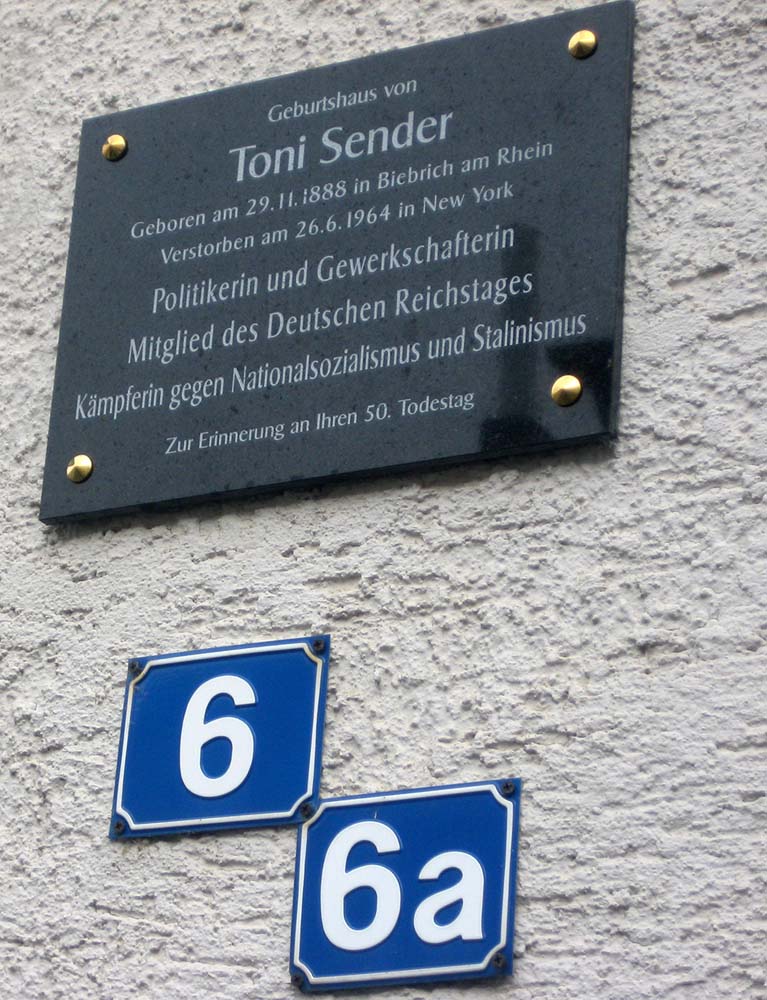 Geburtshaus von
Toni Sender
Geboren am 29.11.1888 in Biebrich am Rhein
Verstorben am 26.6.1964 in New York
Politikerin und Gewerkschafterin
Mitglied des Deutschen Reichstages
Kämpferin gegen Nationalsozialismus und Stalinismus
Zur Erinnerung an Ihren 50. Todestag
6
6a